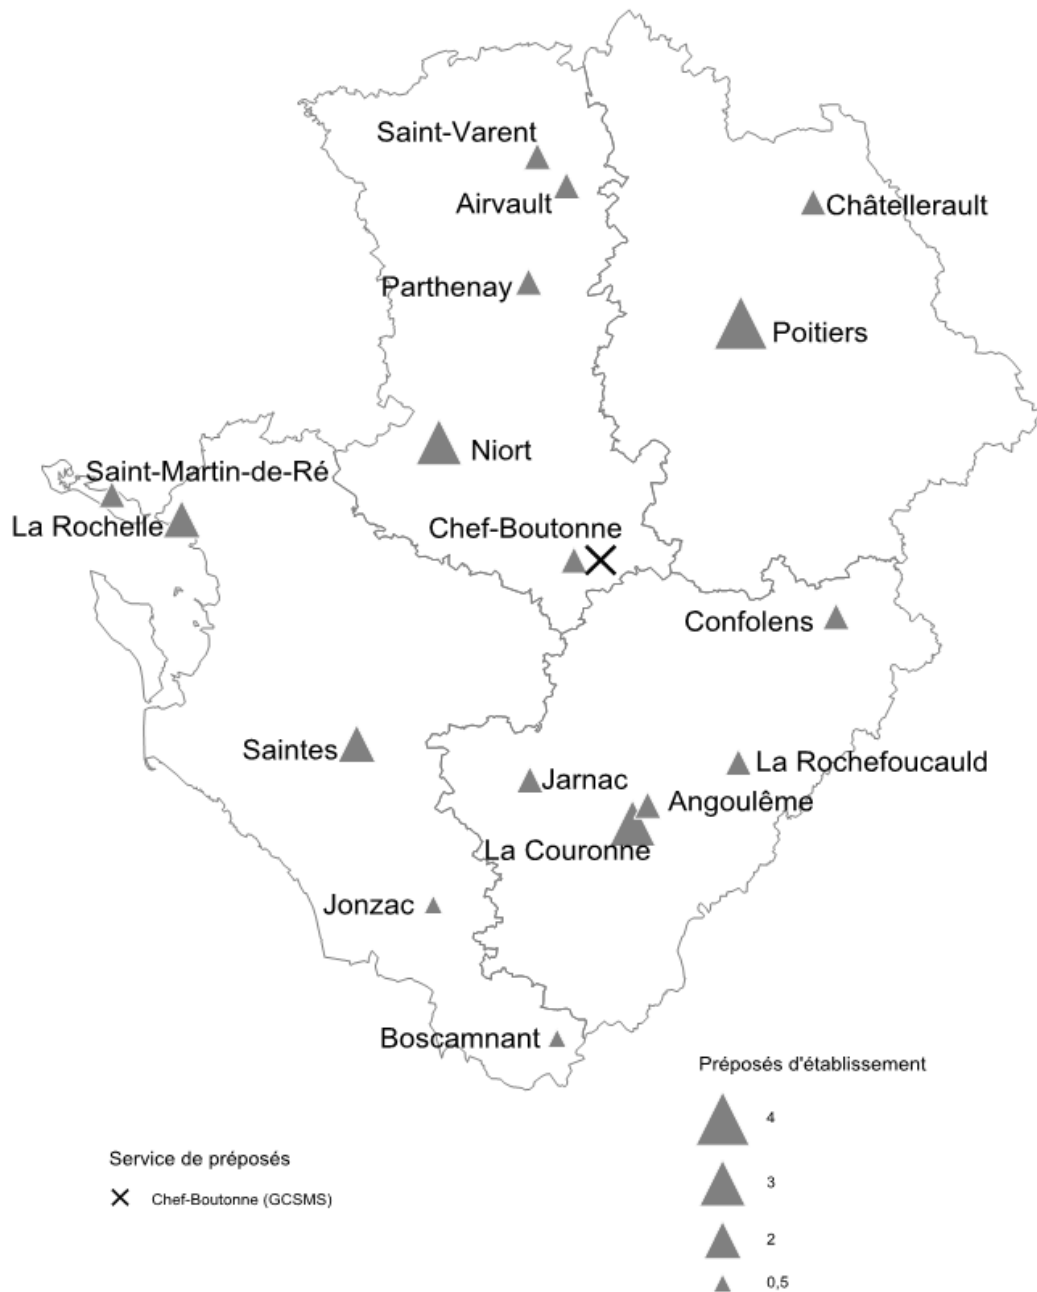 Saint-Varent
Airvault
Châtellerault
Parthenay
Poitiers
Niort
Saint-Martin-de-Ré
La Rochelle
Chef-Boutonne
Confolens
Saintes
La Rochefoucauld
Jarnac
Angoulême
La Couronne
Jonzac
Boscamnant
Préposés d'établissement
4
3
2
0,5
Service de préposés
Chef-Boutonne (GCSMS)